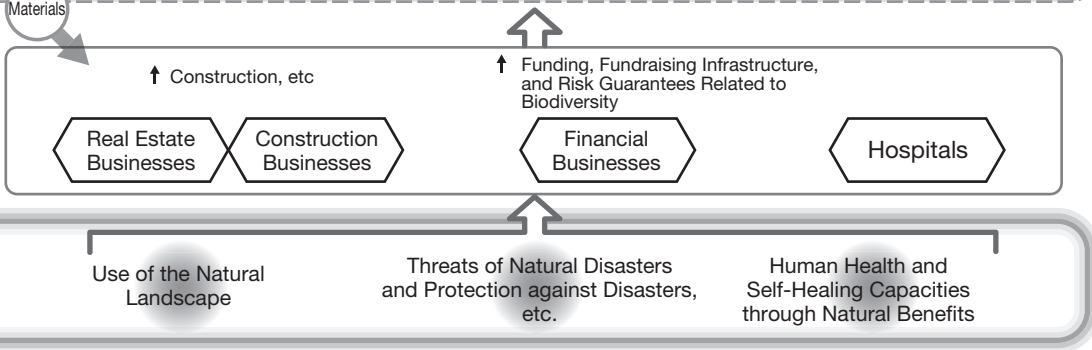 Materials
Construction, etc
Funding, Fundraising Infrastructure,
and Risk Guarantees Related to
Biodiversity
Real Estate
Businesses
Construction
Businesses
Financial
Businesses
Hospitals
Use of the Natural
Landscape
Threats of Natural Disasters
and Protection against Disasters,
etc.
Human Health and
Self-Healing Capacities
through Natural Benefits